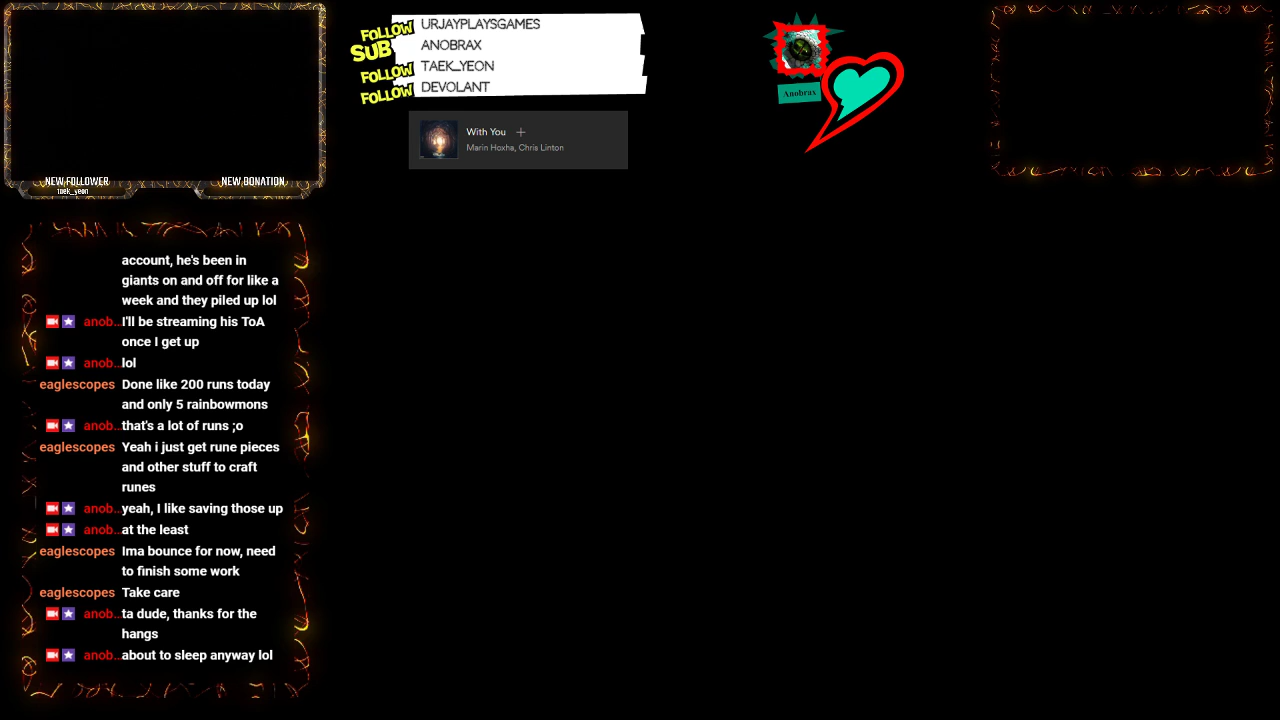 FOLLOW URJAYPLAYSGAMES
SUB ANOBRAX
FOLLOW TAEK_YEON
FOLLOW DEVOLANT
With You
Marin Hoxha, Chris Linton
Anobrax
NEW FOLLOWER
taek_yeon
NEW DONATION
account, he's been in
giants on and off for like a
week and they piled up lol
anob... I'll be streaming his ToA
once I get up
anob... lol
eaglescopes Done like 200 runs today
and only 5 rainbowmons
anob... that's a lot of runs ;o
eaglescopes Yeah i just get rune pieces
and other stuff to craft
runes
anob... yeah, I like saving those up
anob... at the least
eaglescopes Ima bounce for now, need
to finish some work
eaglescopes Take care
anob... ta dude, thanks for the
hangs
anob... about to sleep anyway lol